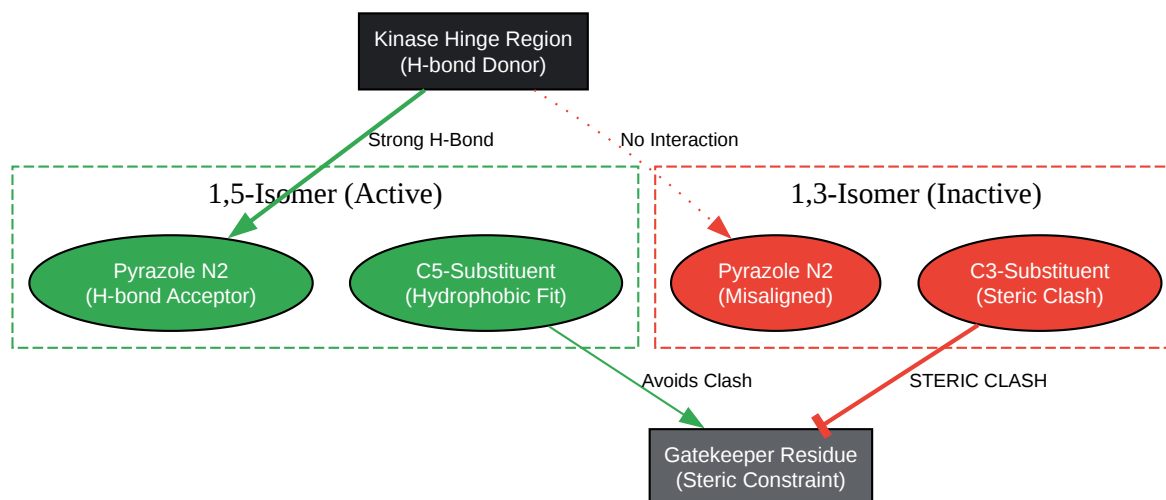 Kinase Hinge Region
(H-bond Donor)
Strong H-Bond
No Interaction
1,5-Isomer (Active)
1,3-Isomer (Inactive)
Pyrazole N2
(H-bond Acceptor)
C5-Substituent
(Hydrophobic Fit)
Pyrazole N2
(Misaligned)
C3-Substituent
(Steric Clash)
Avoids Clash
STERIC CLASH
Gatekeeper Residue
(Steric Constraint)